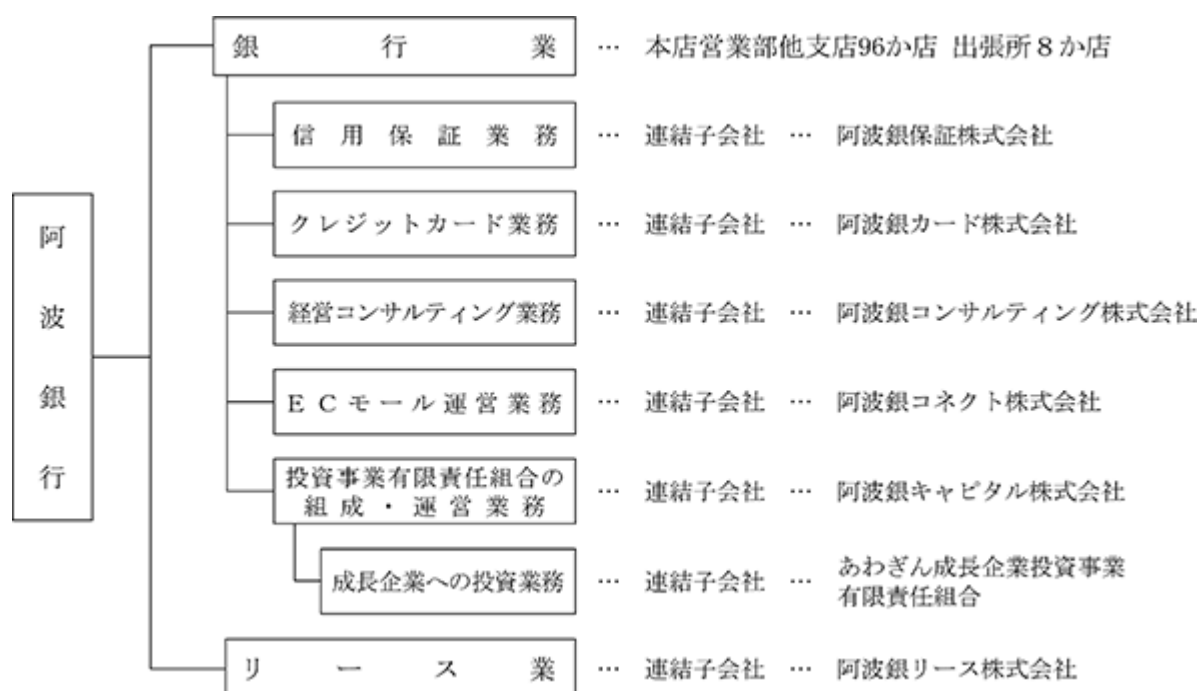 阿波銀行
銀行業 … 本店営業部他支店96か店 出張所８か店
信用保証業務 … 連結子会社 … 阿波銀保証株式会社
クレジットカード業務 … 連結子会社 … 阿波銀カード株式会社
経営コンサルティング業務 … 連結子会社 … 阿波銀コンサルティング株式会社
ＥＣモール運営業務 … 連結子会社 … 阿波銀コネクト株式会社
投資事業有限責任組合の
組成・運営業務 … 連結子会社 … 阿波銀キャピタル株式会社
成長企業への投資業務 … 連結子会社 … あわぎん成長企業投資事業
有限責任組合
リース業 … 連結子会社 … 阿波銀リース株式会社